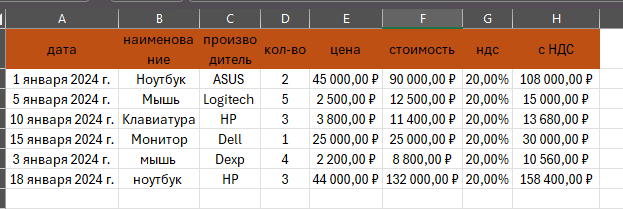 A B C D E F G H
дата наименова производ кол-во цена стоимость ндс с НДС
ние итель
1 января 2024 г. Ноутбук ASUS 2 45 000,00 ₽ 90 000,00 ₽ 20,00% 108 000,00 ₽
5 января 2024 г. Мышь Logitech 5 2 500,00 ₽ 12 500,00 ₽ 20,00% 15 000,00 ₽
10 января 2024 г. Клавиатура HP 3 3 800,00 ₽ 11 400,00 ₽ 20,00% 13 680,00 ₽
15 января 2024 г. Монитор Dell 1 25 000,00 ₽ 25 000,00 ₽ 20,00% 30 000,00 ₽
3 января 2024 г. мышь Dexp 4 2 200,00 ₽ 8 800,00 ₽ 20,00% 10 560,00 ₽
18 января 2024 г. ноутбук HP 3 44 000,00 ₽ 132 000,00 ₽ 20,00% 158 400,00 ₽